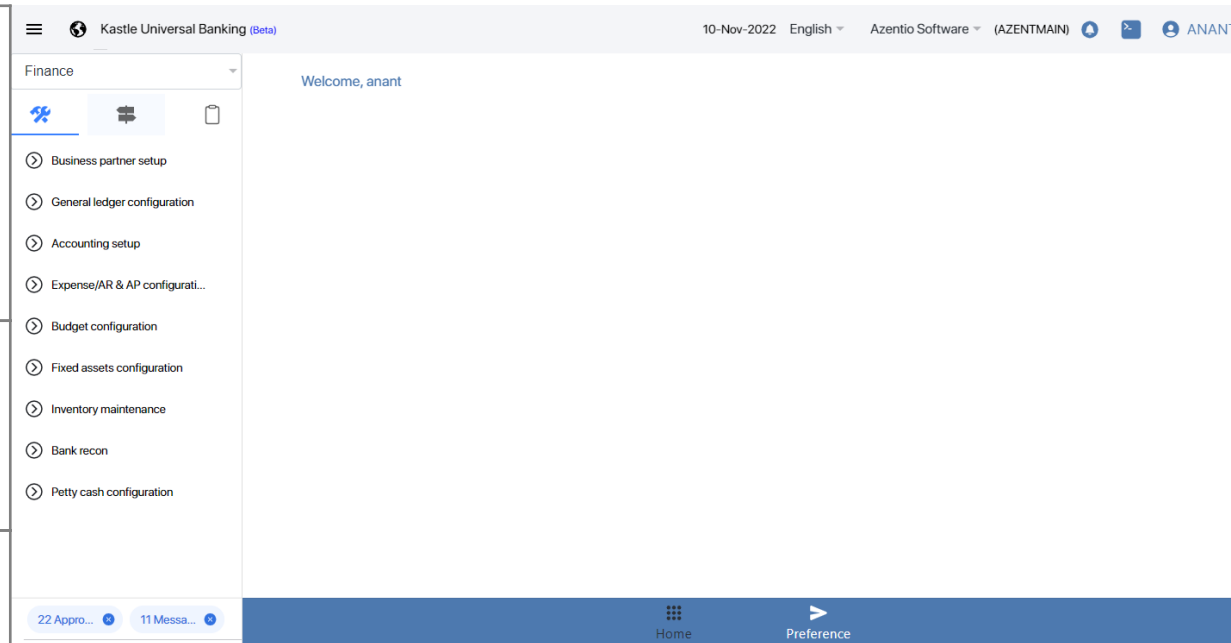 Kastle Universal Banking (Beta)
10-Nov-2022 English Azentio Software (AZENTMAIN) ANANT
Finance
Welcome, anant
Business partner setup
General ledger configuration
Accounting setup
Expense/AR & AP configurati...
Budget configuration
Fixed assets configuration
Inventory maintenance
Bank recon
Petty cash configuration
22 Appro... 11 Messa...
Home Preference